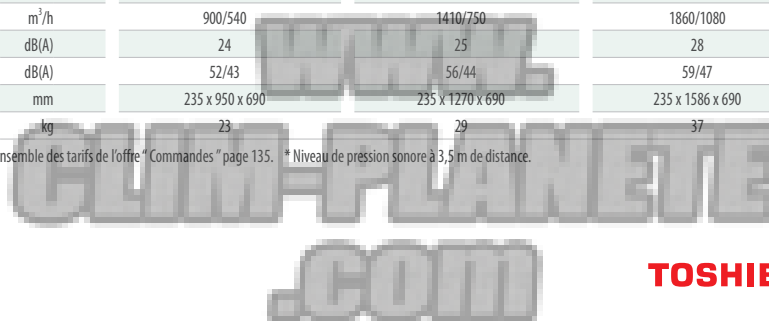 m³/h 900/540 1410/750 1860/1080
dB(A) 24 25 28
dB(A) 52/43 56/44 59/47
mm 235 x 950 x 690 235 x 1270 x 690 235 x 1586 x 690
kg 23 29 37
nsemble des tarifs de l'offre " Commandes " page 135. * Niveau de pression sonore à 3,5 m de distance.
www.
CLIM-PLANETE
.com
TOSHIB